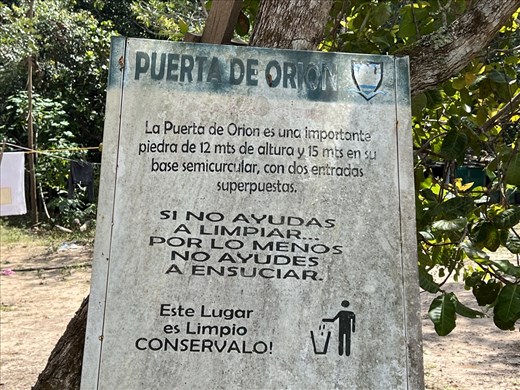 PUERTA DE ORION
La Puerta de Orion es una importante
piedra de 12 mts de altura y 15 mts en su
base semicurcular, con dos entradas
superpuestas.
SI NO AYUDAS
A LIMPIAR...
POR LO MENOS
NO AYUDES
A ENSUCIAR.
Este Lugar
es Limpio
CONSERVALO!